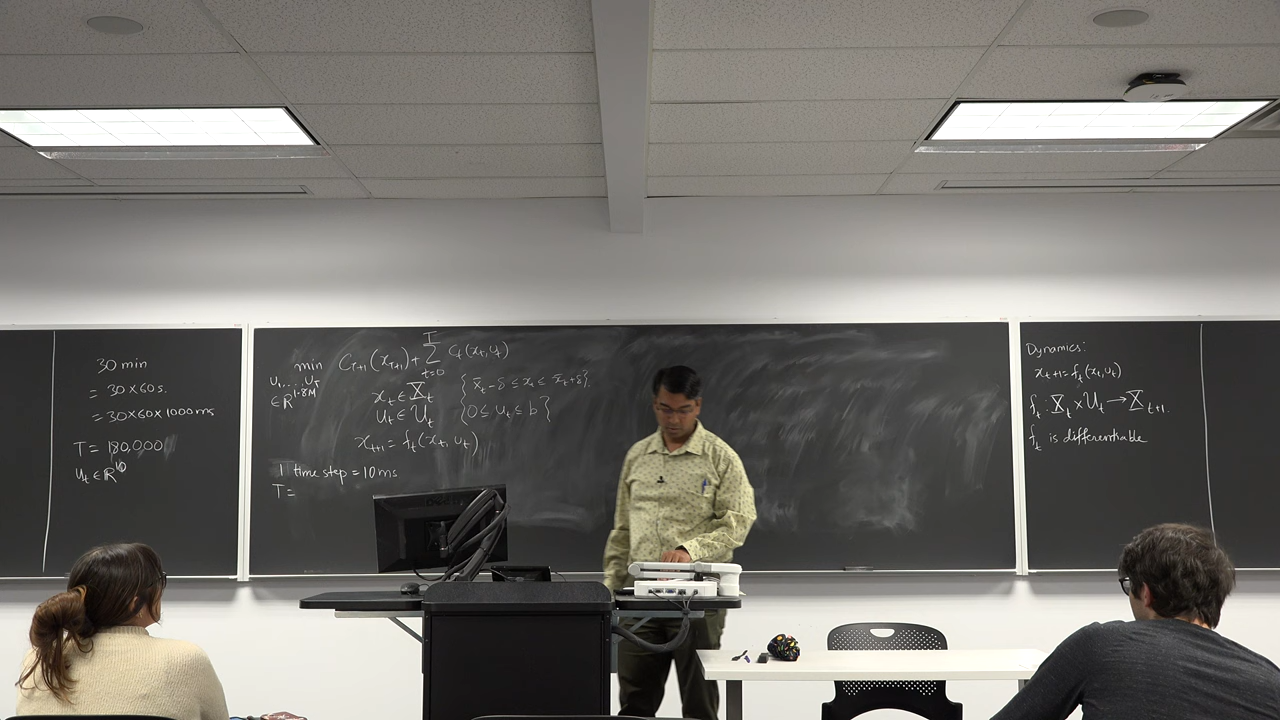 30 min
= 30×60 s.
= 30×60×1000 ms
T = 180,000
u_t ∈ ℝ^10
min C_{T+1}(x_{T+1}) + Σ_{t=0}^{T} C_t(x_t, u_t)
u_1, ..., u_T
∈ ℝ^{1.8M}
x_t ∈ X_t { x̄_t - δ ≤ x_t ≤ x̄_t + δ },
u_t ∈ U_t {0 ≤ u_t ≤ b}
x_{t+1} = f_t(x_t, u_t)
1 time step = 10 ms
T =
Dynamics:
x_{t+1} = f_t(x_t, u_t)
f_t : X_t × U_t → X_{t+1}.
f_t is differentiable